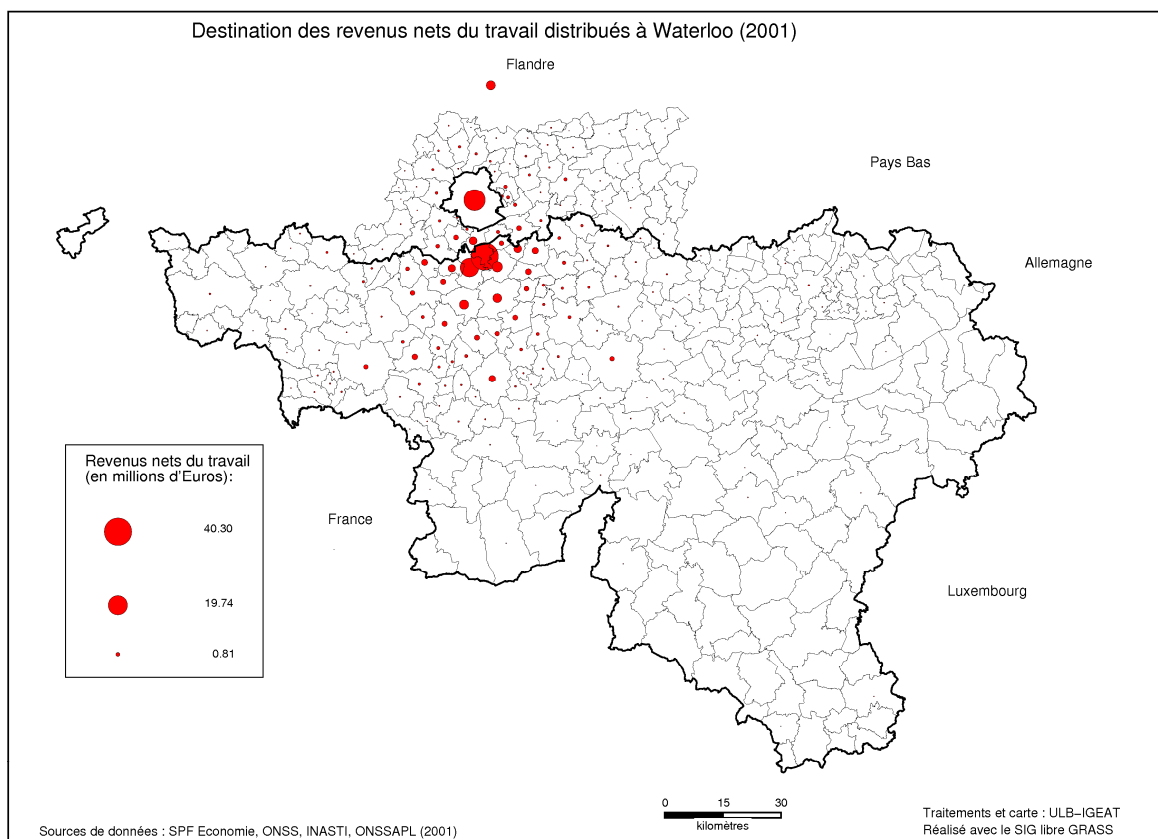 Destination des revenus nets du travail distribués à Waterloo (2001)
Flandre
Pays Bas
Allemagne
Revenus nets du travail
(en millions d'Euros):
40.30
19.74
0.81
France
Luxembourg
0 15 30
kilomètres
Sources de données : SPF Economie, ONSS, INASTI, ONSSAPL (2001)
Traitements et carte : ULB-IGEAT
Réalisé avec le SIG libre GRASS